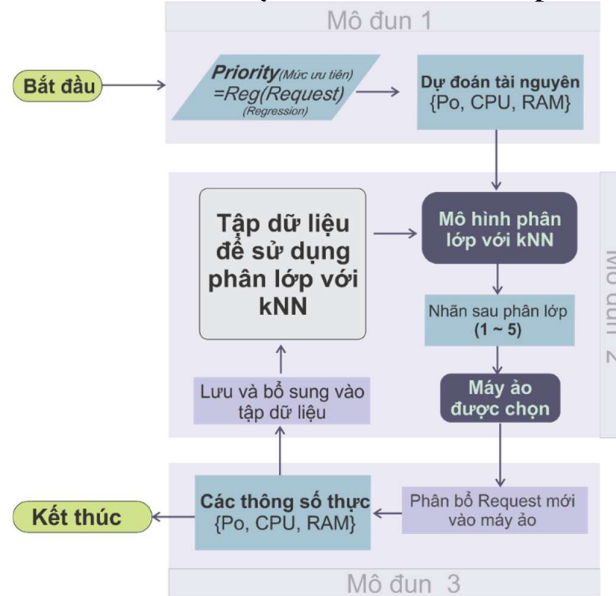 Mô đun 1
Bắt đầu
Priority(Mức ưu tiên)
=Reg(Request)
(Regression)
Dự đoán tài nguyên
{Po, CPU, RAM}
Tập dữ liệu
để sử dụng
phân lớp với
kNN
Mô hình phân
lớp với kNN
Mô đun 2
Nhãn sau phân lớp
(1 ~ 5)
Lưu và bổ sung vào
tập dữ liệu
Máy ảo
được chọn
Kết thúc
Các thông số thực
{Po, CPU, RAM}
Phân bổ Request mới
vào máy ảo
Mô đun 3